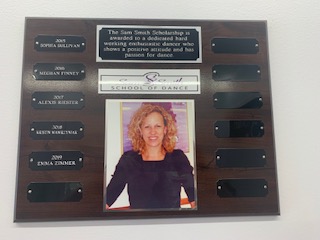 The Sam Smith Scholarship is
awarded to a dedicated hard
working enthusiastic dancer who
shows a positive attitude and has
passion for dance.
SCHOOL OF DANCE
2015
SOPHIA SULLIVAN
2016
MEGHAN FINNEY
2017
ALEXIS RICHTER
2018
2019
EMMA ZIMMER